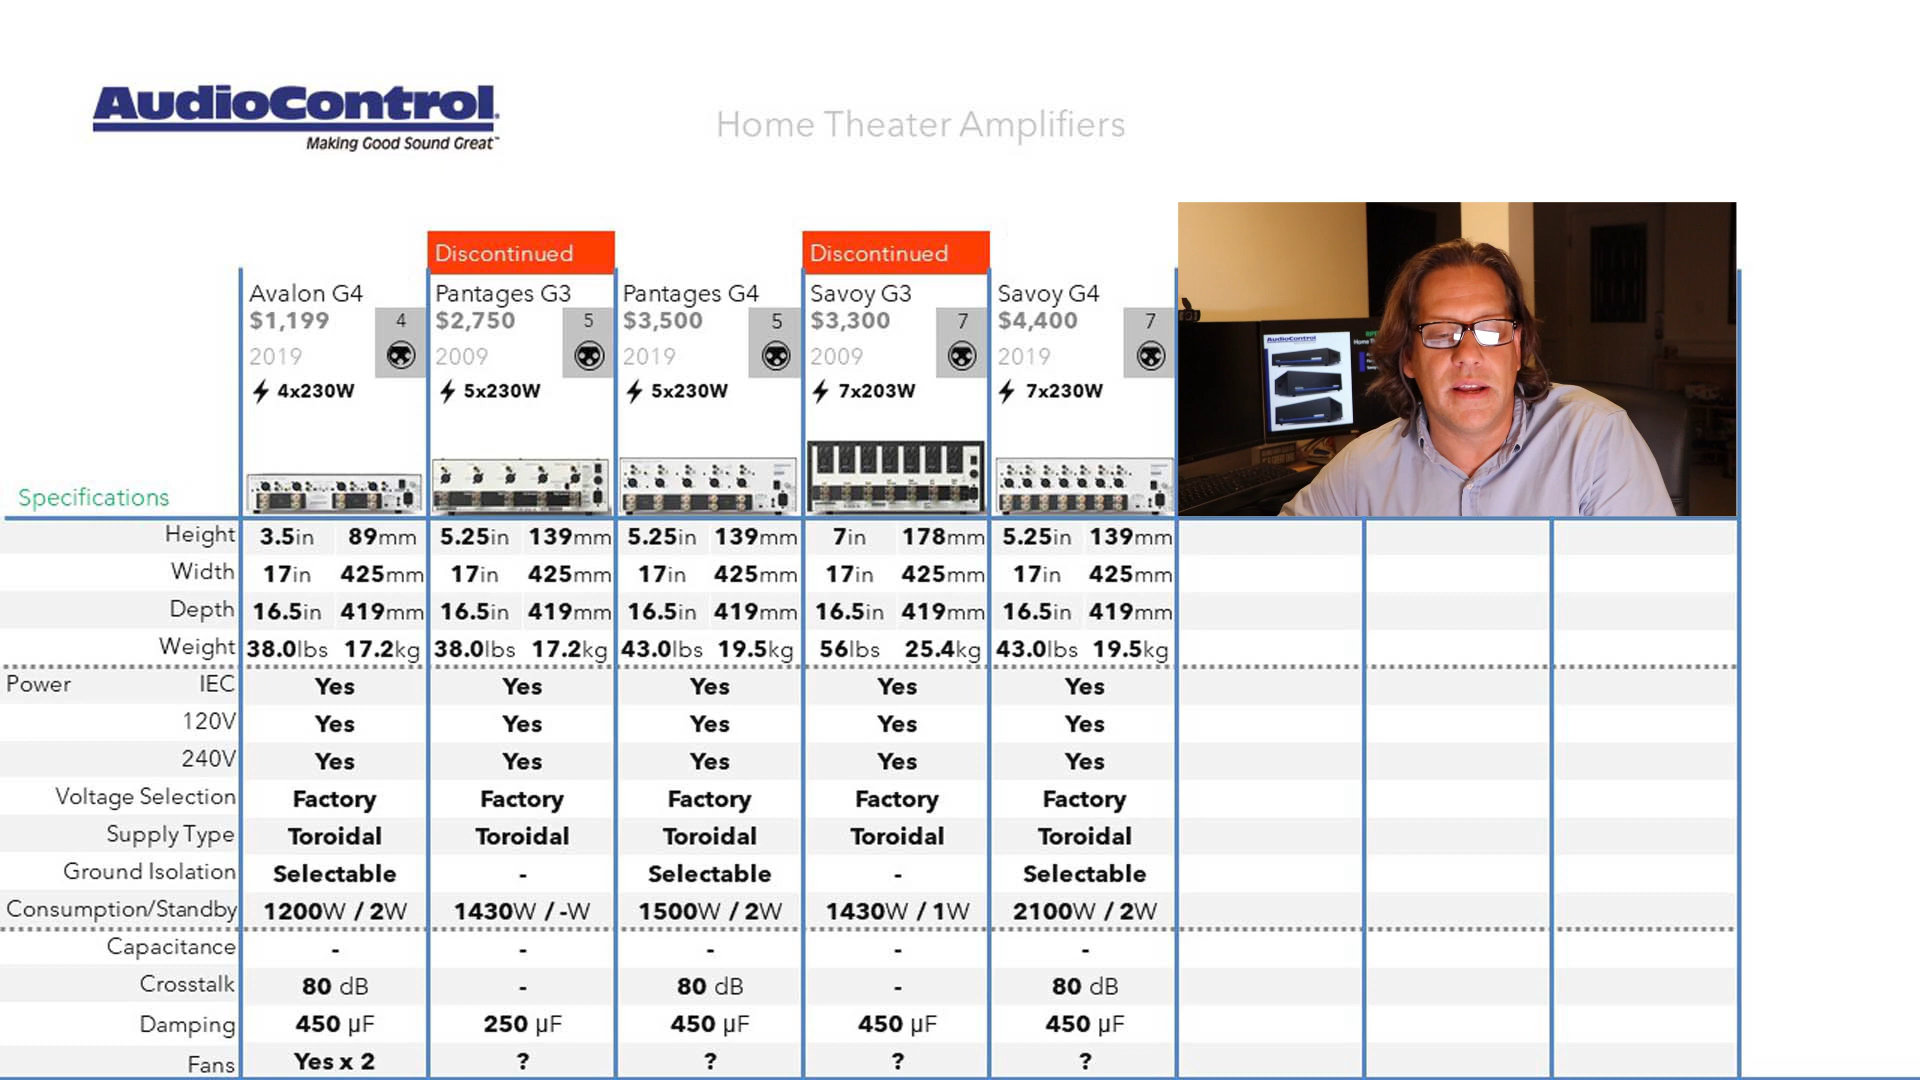 AudioControl
Making Good Sound Great™
Home Theater Amplifiers
Discontinued
Discontinued
Avalon G4 Pantages G3 Pantages G4 Savoy G3 Savoy G4
$1,199 4 $2,750 5 $3,500 5 $3,300 7 $4,400 7
2019 2009 2019 2009 2019
4x230W 5x230W 5x230W 7x203W 7x230W
AudioControl
Specifications
Height 3.5in 89mm 5.25in 139mm 5.25in 139mm 7in 178mm 5.25in 139mm
Width 17in 425mm 17in 425mm 17in 425mm 17in 425mm 17in 425mm
Depth 16.5in 419mm 16.5in 419mm 16.5in 419mm 16.5in 419mm 16.5in 419mm
Weight 38.0lbs 17.2kg 38.0lbs 17.2kg 43.0lbs 19.5kg 56lbs 25.4kg 43.0lbs 19.5kg
Power IEC Yes Yes Yes Yes Yes
120V Yes Yes Yes Yes Yes
240V Yes Yes Yes Yes Yes
Voltage Selection Factory Factory Factory Factory Factory
Supply Type Toroidal Toroidal Toroidal Toroidal Toroidal
Ground Isolation Selectable - Selectable - Selectable
Consumption/Standby 1200W / 2W 1430W / -W 1500W / 2W 1430W / 1W 2100W / 2W
Capacitance - - - - -
Crosstalk 80 dB - 80 dB - 80 dB
Damping 450 µF 250 µF 450 µF 450 µF 450 µF
Fans Yes x 2 ? ? ? ?